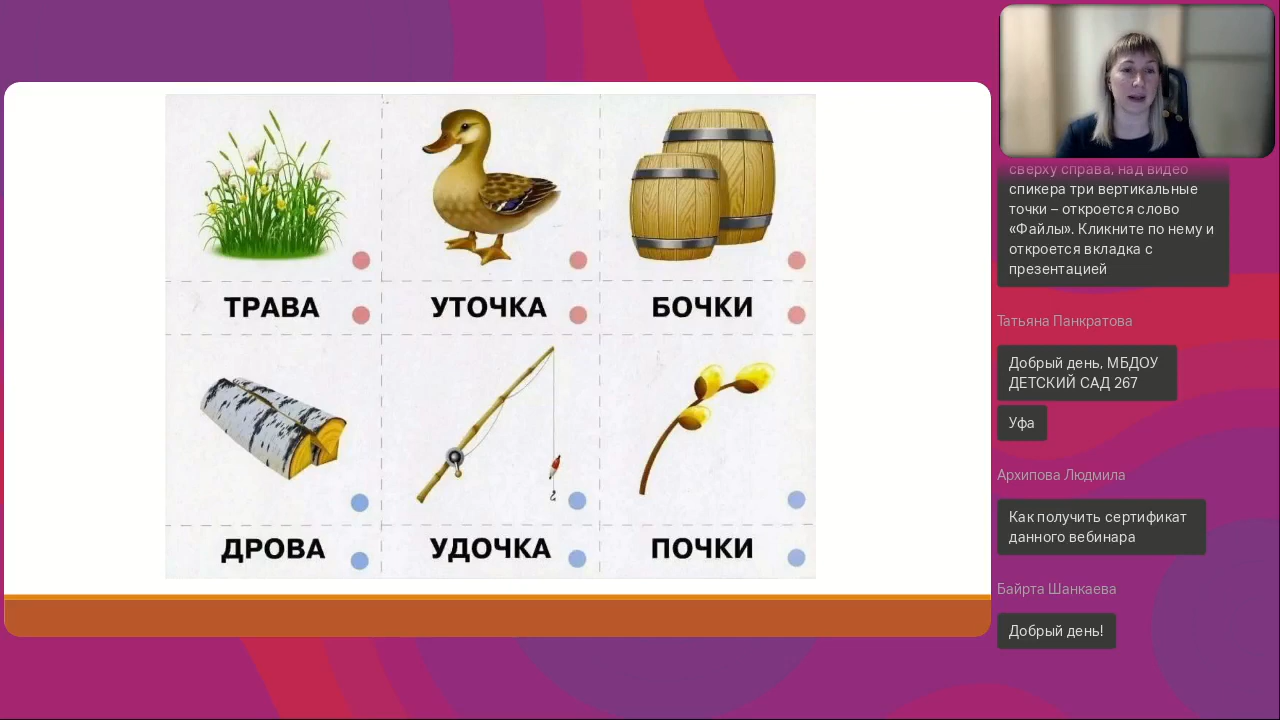 ТРАВА
УТОЧКА
БОЧКИ
ДРОВА
УДОЧКА
ПОЧКИ
сверху справа, над видео
спикера три вертикальные
точки – откроется слово
«Файлы». Кликните по нему и
откроется вкладка с
презентацией
Татьяна Панкратова
Добрый день, МБДОУ
ДЕТСКИЙ САД 267
Уфа
Архипова Людмила
Как получить сертификат
данного вебинара
Байрта Шанкаева
Добрый день!